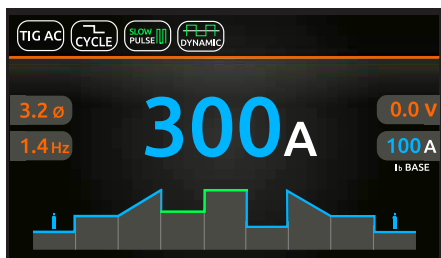 TIG AC CYCLE SLOW PULSE DYNAMIC
3.2 ø
300A
0.0 V
1.4 Hz
100 A
Ib BASE